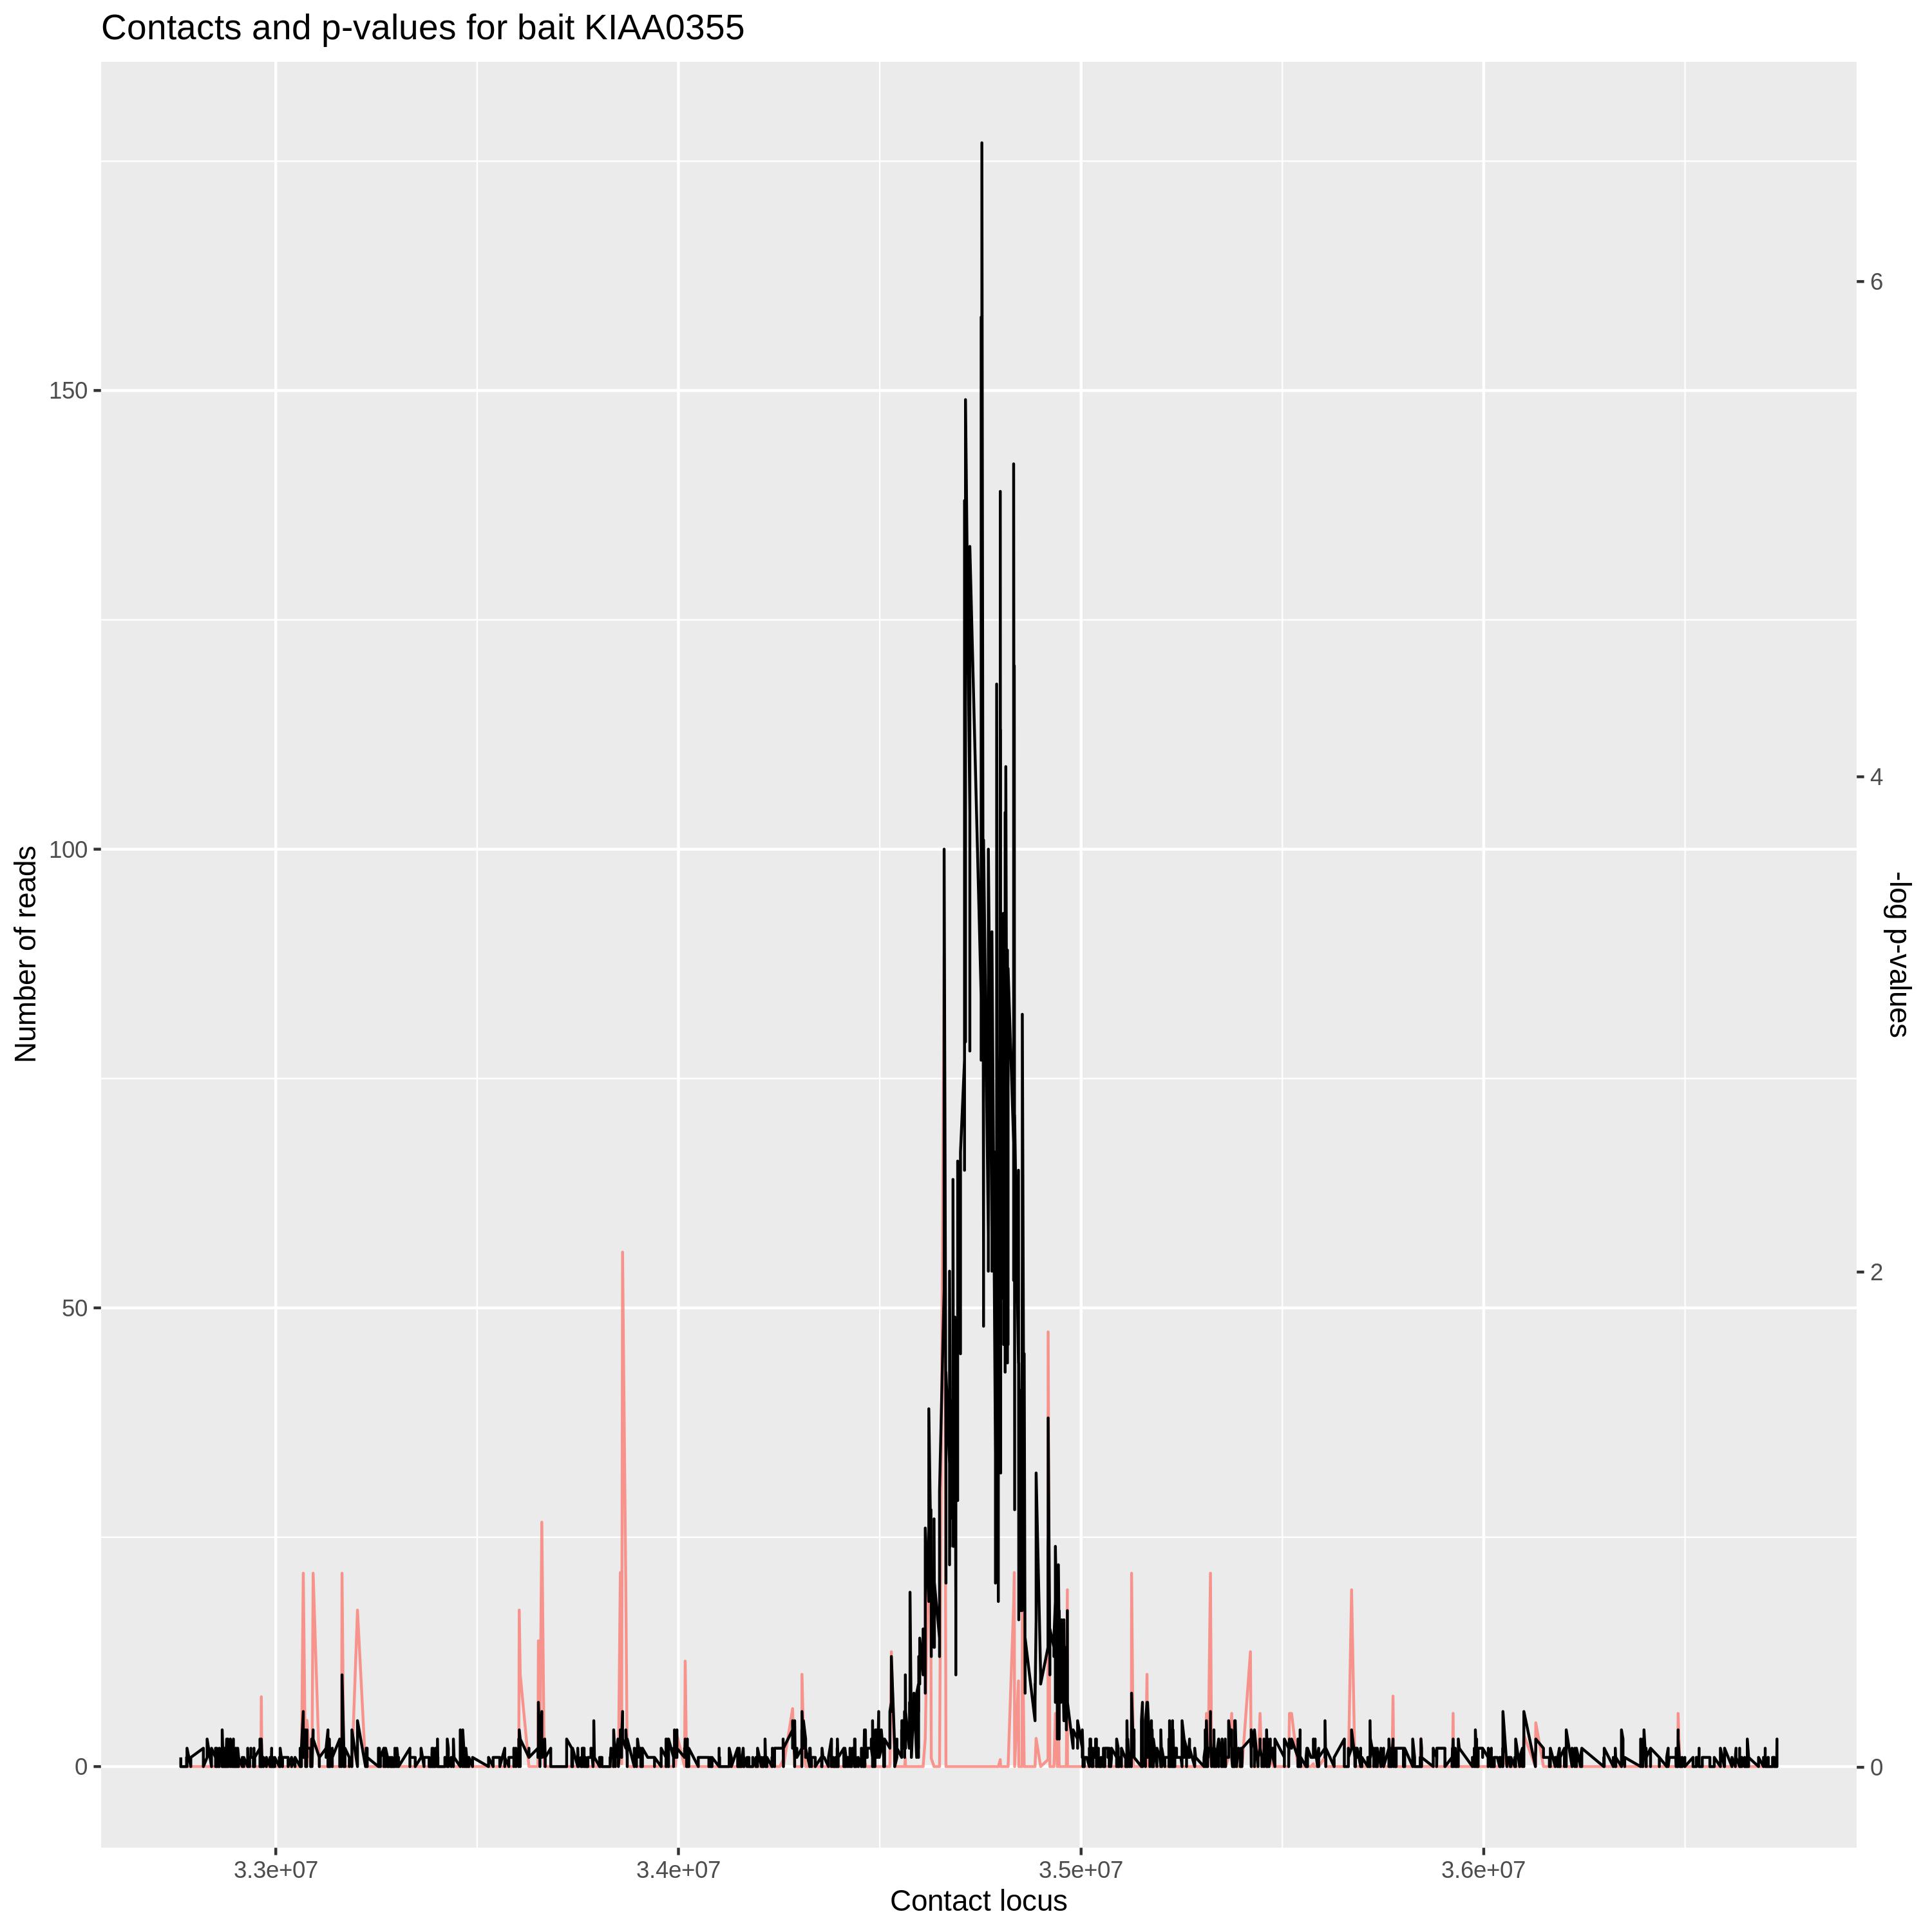 Contacts and p-values for bait KIAA0355
Number of reads
150
100
50
0
6
4
2
0
-log p-values
3.3e+07
3.4e+07
3.5e+07
3.6e+07
Contact locus